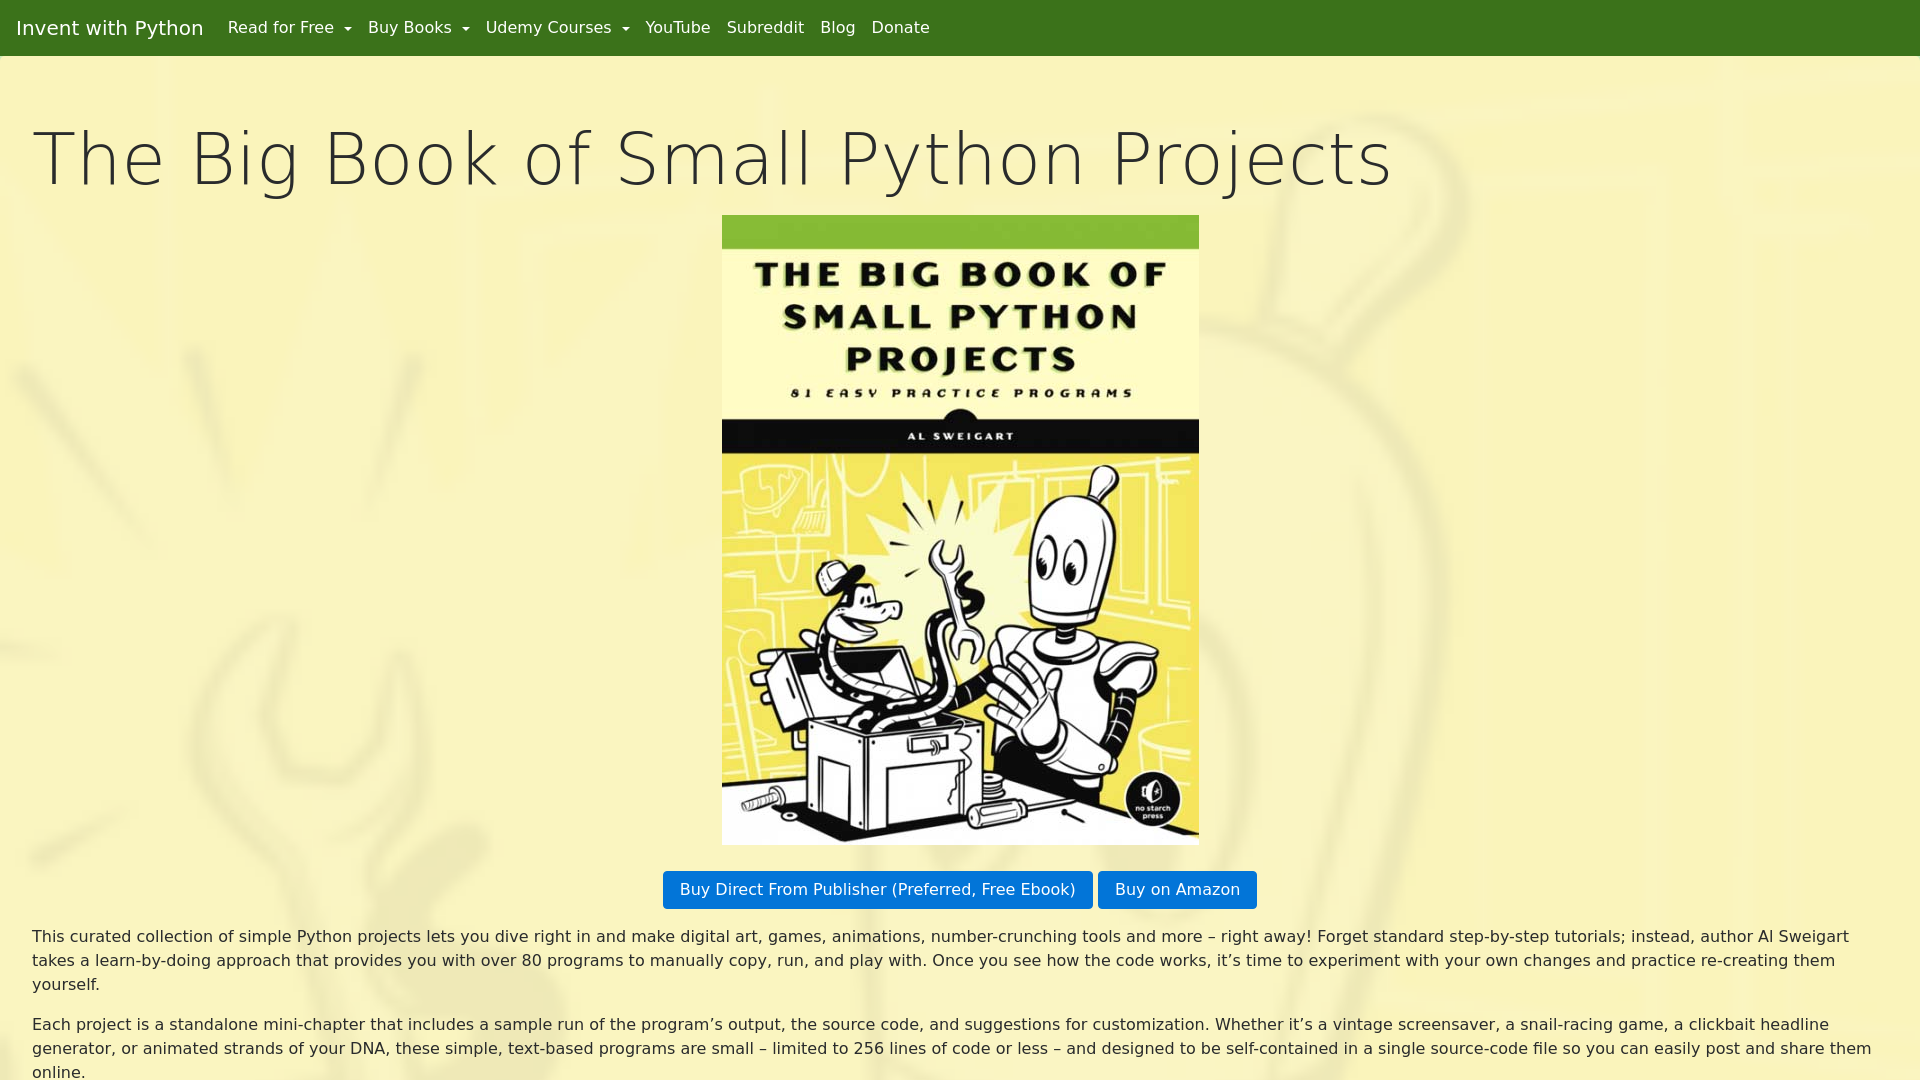 Invent with Python Read for Free Buy Books Udemy Courses YouTube Subreddit Blog Donate
The Big Book of Small Python Projects
THE BIG BOOK OF
SMALL PYTHON
PROJECTS
81 EASY PRACTICE PROGRAMS
AL SWEIGART
no starch
press
Buy Direct From Publisher (Preferred, Free Ebook) Buy on Amazon
This curated collection of simple Python projects lets you dive right in and make digital art, games, animations, number-crunching tools and more – right away! Forget standard step-by-step tutorials; instead, author Al Sweigart
takes a learn-by-doing approach that provides you with over 80 programs to manually copy, run, and play with. Once you see how the code works, it’s time to experiment with your own changes and practice re-creating them
yourself.
Each project is a standalone mini-chapter that includes a sample run of the program’s output, the source code, and suggestions for customization. Whether it’s a vintage screensaver, a snail-racing game, a clickbait headline
generator, or animated strands of your DNA, these simple, text-based programs are small – limited to 256 lines of code or less – and designed to be self-contained in a single source-code file so you can easily post and share them
online.